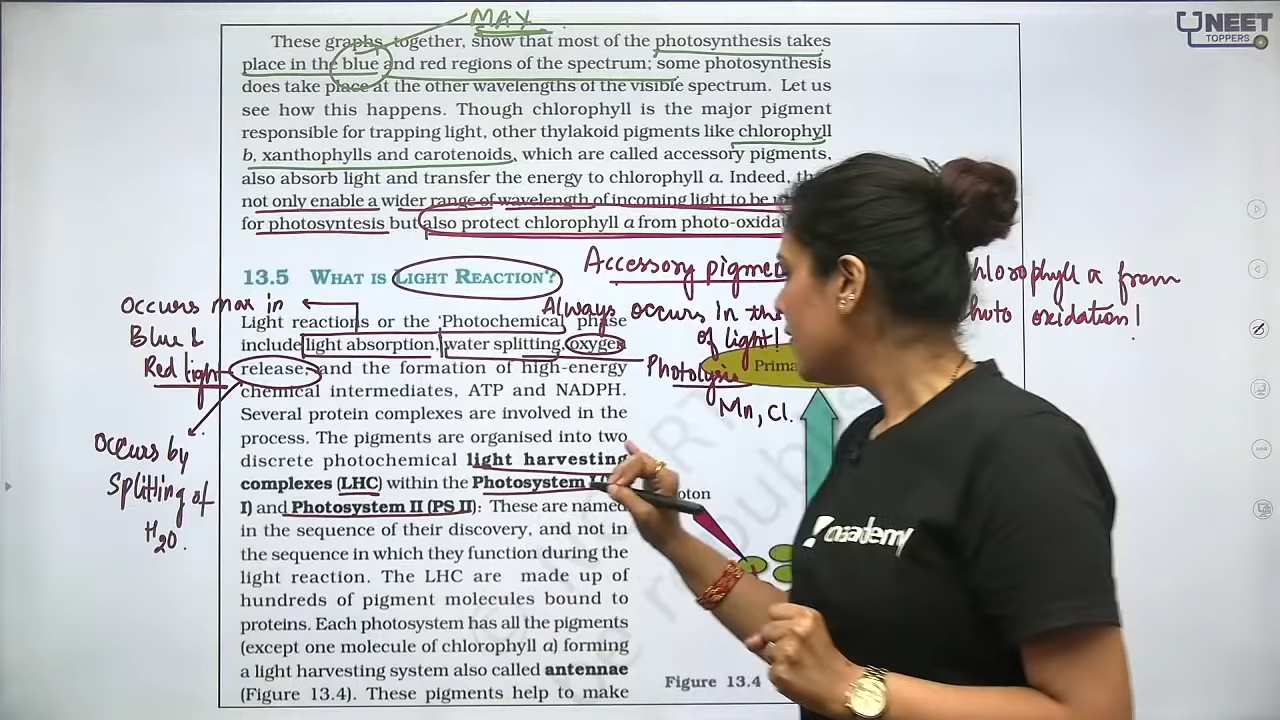 MAX
NEET
TOPPERS
These graphs, together, show that most of the photosynthesis takes
place in the blue and red regions of the spectrum; some photosynthesis
does take place at the other wavelengths of the visible spectrum. Let us
see how this happens. Though chlorophyll is the major pigment
responsible for trapping light, other thylakoid pigments like chlorophyll
b, xanthophylls and carotenoids, which are called accessory pigments,
also absorb light and transfer the energy to chlorophyll a. Indeed,
not only enable a wider range of wavelength of incoming light to be
for photosyntesis but also protect chlorophyll a from
13.5 WHAT IS LIGHT REACTION?
Accessory
chlorophyll a from
photo oxidation!
Occurs max in
Blue &
Red light
Always occurs in the
of light!
Light reactions or the 'Photochemical' phase
include light absorption, water splitting, oxygen
release, and the formation of high-energy
chemical intermediates, ATP and NADPH.
Several protein complexes are involved in the
process. The pigments are organised into two
discrete photochemical light harvesting
complexes (LHC) within the Photosystem
I) and Photosystem II (PS II). These are named
in the sequence of their discovery, and not in
the sequence in which they function during the
light reaction. The LHC are made up of
hundreds of pigment molecules bound to
proteins. Each photosystem has all the pigments
(except one molecule of chlorophyll a) forming
a light harvesting system also called antennae
(Figure 13.4). These pigments help to make
Photolysis
Mn, Cl.
Occurs by
Splitting of
H2O.
Figure 13.4
unacademy